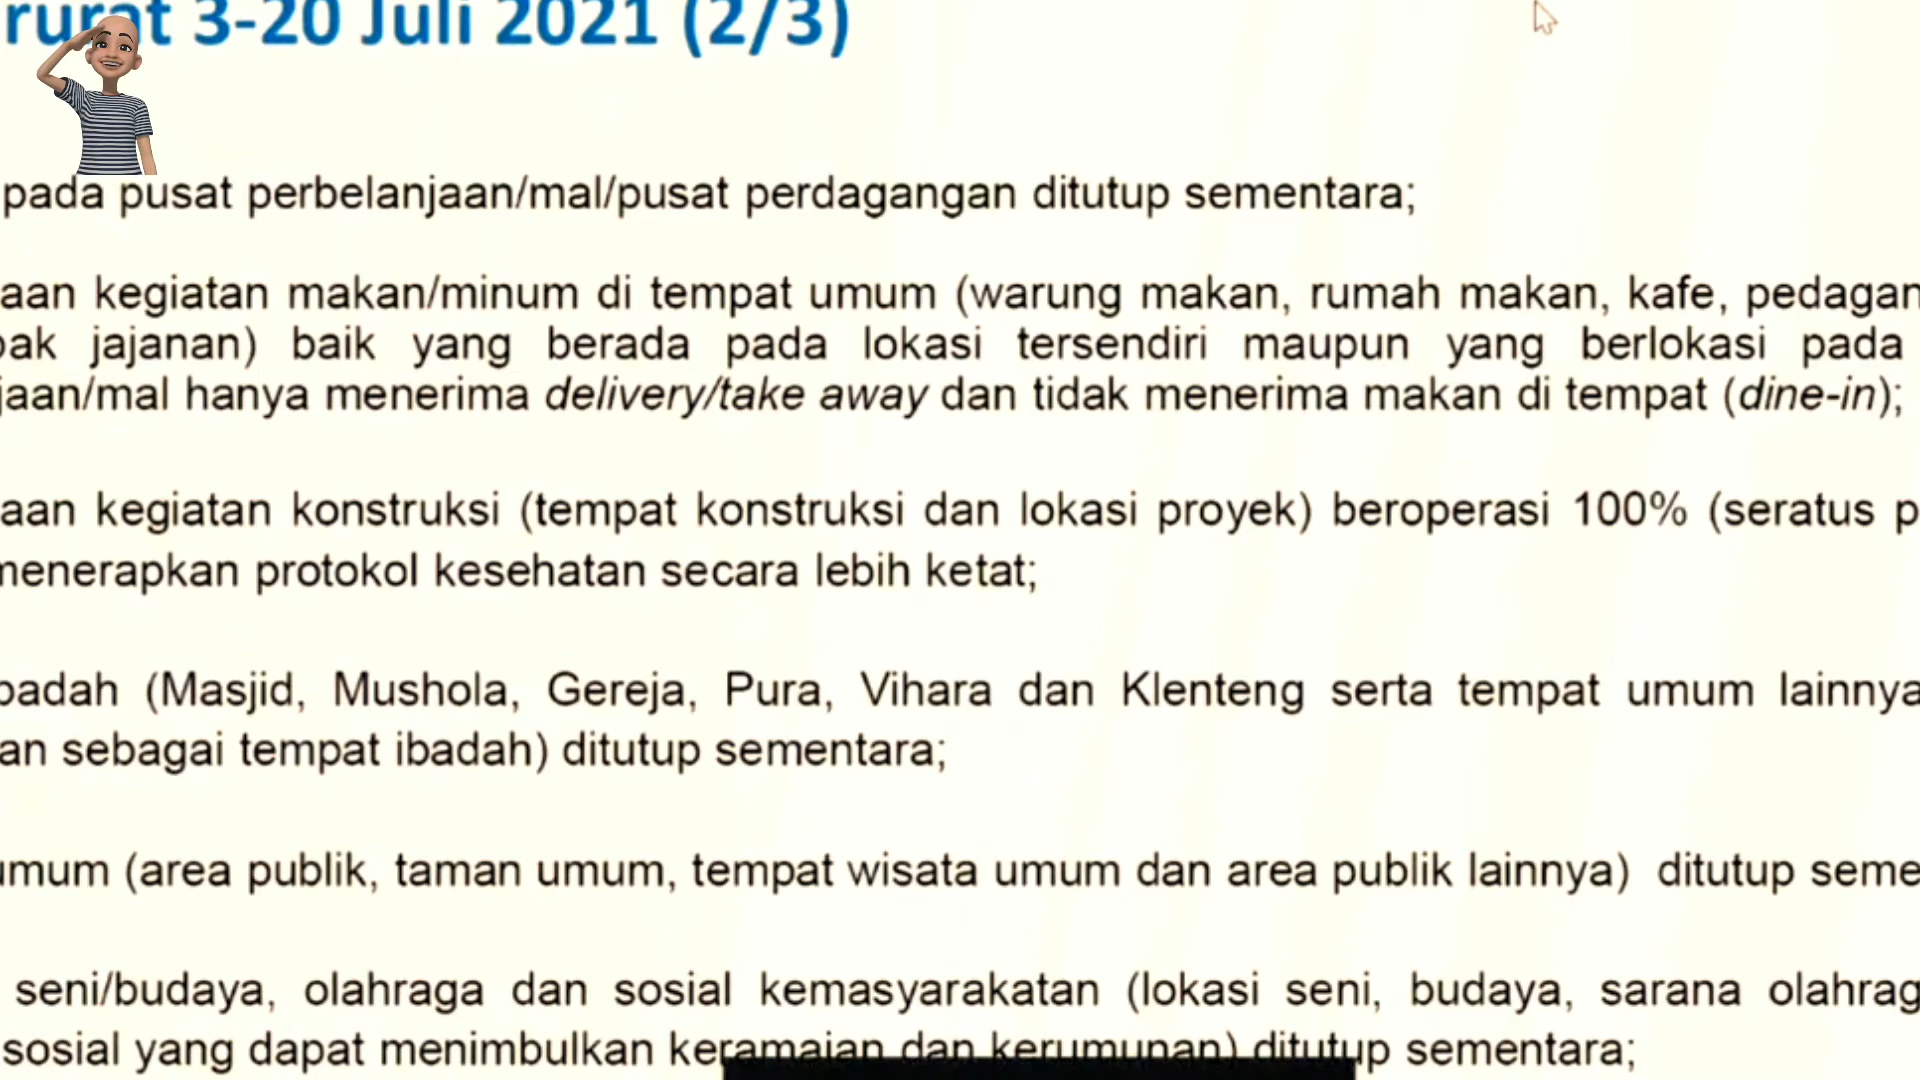 rurat 3-20 Juli 2021 (2/3)
pada pusat perbelanjaan/mal/pusat perdagangan ditutup sementara;
aan kegiatan makan/minum di tempat umum (warung makan, rumah makan, kafe, pedagan
ak jajanan) baik yang berada pada lokasi tersendiri maupun yang berlokasi pada
jaan/mal hanya menerima delivery/take away dan tidak menerima makan di tempat (dine-in);
aan kegiatan konstruksi (tempat konstruksi dan lokasi proyek) beroperasi 100% (seratus p
menerapkan protokol kesehatan secara lebih ketat;
badah (Masjid, Mushola, Gereja, Pura, Vihara dan Klenteng serta tempat umum lainnya
an sebagai tempat ibadah) ditutup sementara;
umum (area publik, taman umum, tempat wisata umum dan area publik lainnya) ditutup seme
seni/budaya, olahraga dan sosial kemasyarakatan (lokasi seni, budaya, sarana olahrag
sosial yang dapat menimbulkan keramaian dan kerumunan) ditutup sementara;